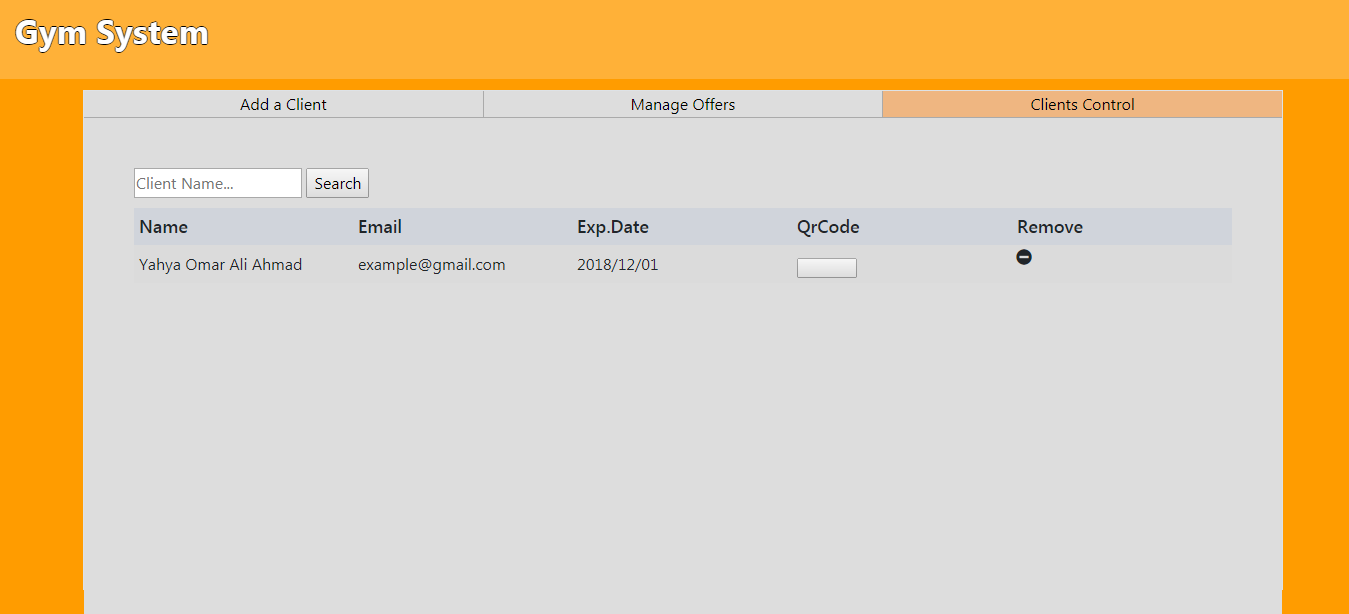 Gym System
Add a Client Manage Offers Clients Control
Client Name... Search
Name Email Exp.Date QrCode Remove
Yahya Omar Ali Ahmad example@gmail.com 2018/12/01